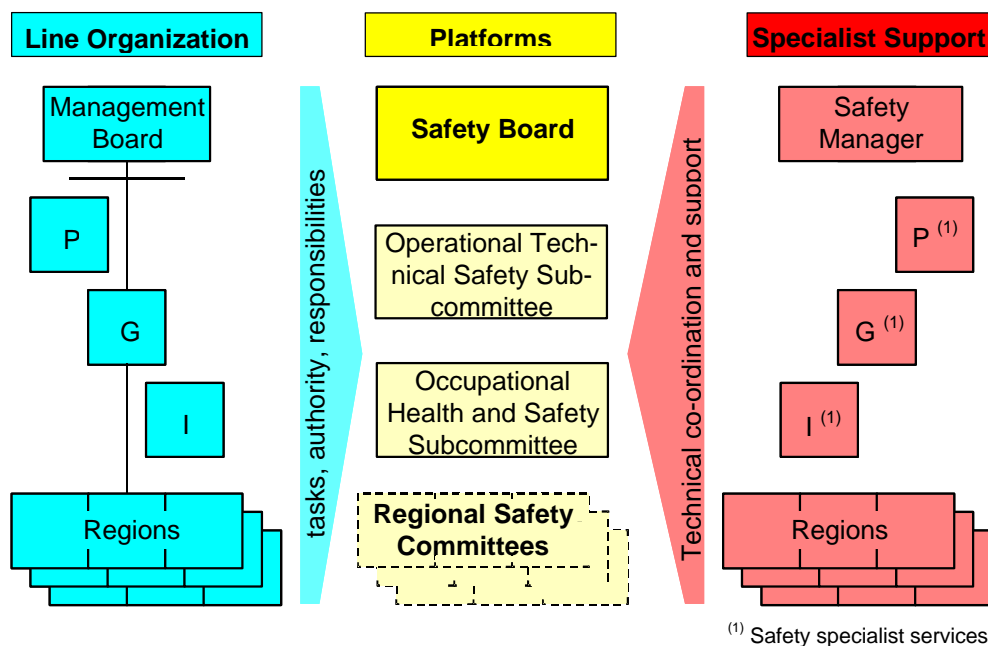 Line Organization
Platforms
Specialist Support
Management
Board
Safety Board
Safety
Manager
tasks, authority, responsibilities
Technical co-ordination and support
P
Operational Tech-
nical Safety Sub-
committee
P (1)
G
G (1)
I
Occupational
Health and Safety
Subcommittee
I (1)
Regions
Regional Safety
Committees
Regions
(1) Safety specialist services